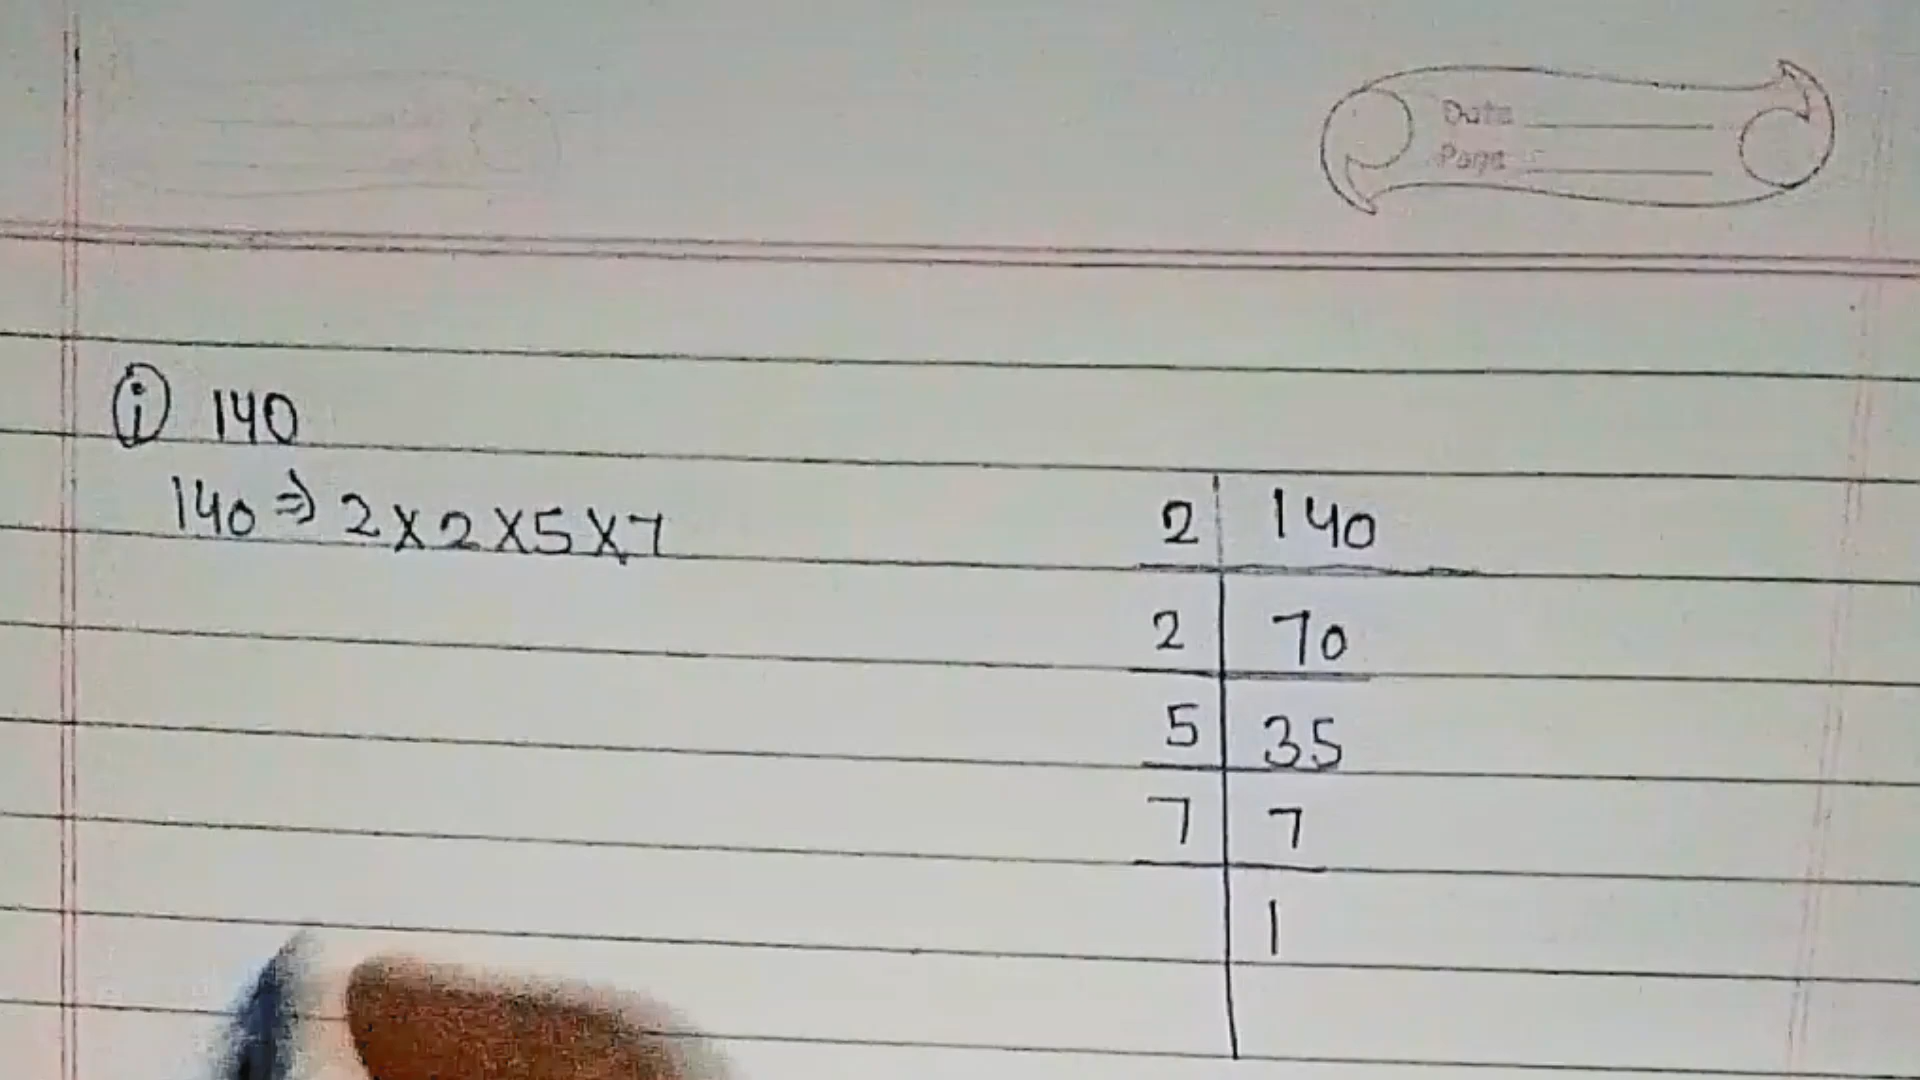 Date
Page
i 140
140 ⇒ 2×2×5×7
2 | 140
2 | 70
5 | 35
7 | 7
1